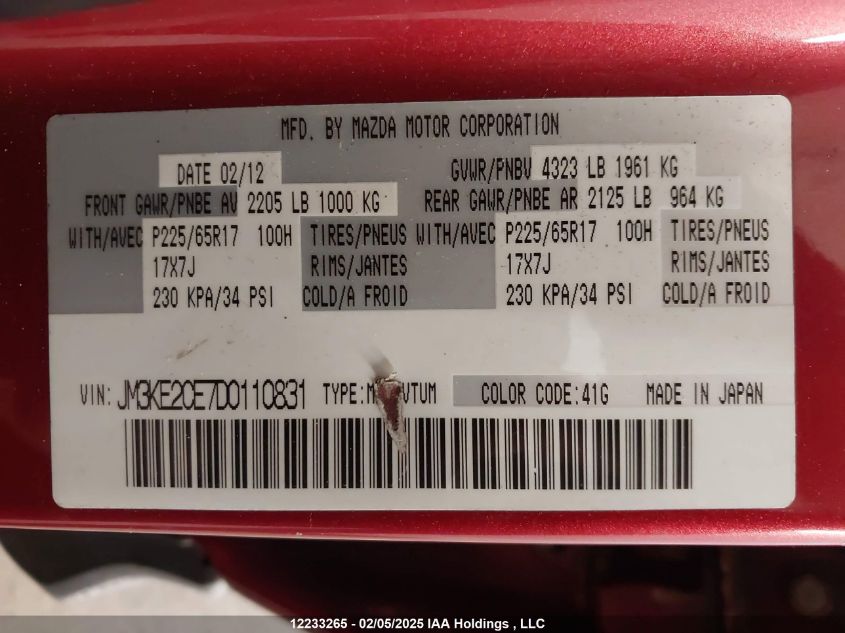 MFD. BY MAZDA MOTOR CORPORATION
DATE 02/12 GVWR/PNBV 4323 LB 1961 KG
FRONT GAWR/PNBE AV 2205 LB 1000 KG REAR GAWR/PNBE AR 2125 LB 964 KG
WITH/AVEC P225/65R17 100H TIRES/PNEUS WITH/AVEC P225/65R17 100H TIRES/PNEUS
17X7J RIMS/JANTES 17X7J RIMS/JANTES
230 KPA/34 PSI COLD/A FROID 230 KPA/34 PSI COLD/A FROID
VIN: JM3KE2CE7D0110831 TYPE: COLOR CODE:41G MADE IN JAPAN
12233265 - 02/05/2025 IAA Holdings , LLC